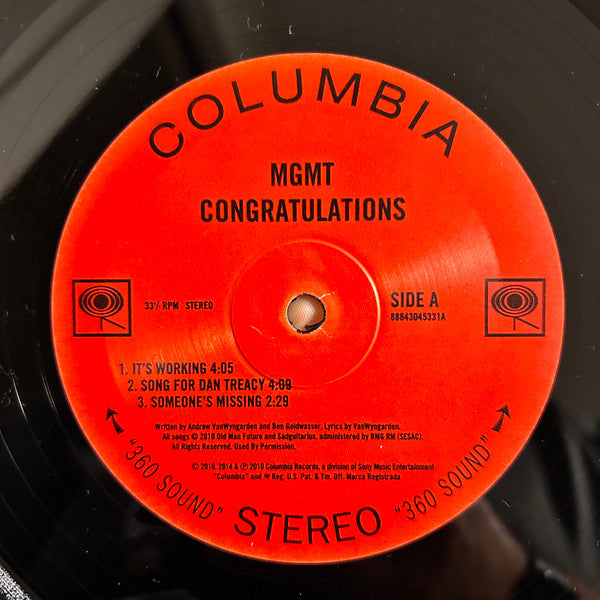 COLUMBIA
MGMT
CONGRATULATIONS
33⅓ RPM STEREO
SIDE A
88843045331A
1. IT'S WORKING 4:05
2. SONG FOR DAN TREACY 4:09
3. SOMEONE'S MISSING 2:29
Written by Andrew VanWyngarden and Ben Goldwasser. Lyrics by VanWyngarden.
All songs © 2010 Old Man Future and Sadguitarius, administered by BMG RM (SESAC).
All Rights Reserved. Used By Permission.
© 2010, 2014 & ℗ 2010 Columbia Records, a division of Sony Music Entertainment
"Columbia" and Reg. U.S. Pat. & Tm. Off. Marca Registrada
"360 SOUND" STEREO "360 SOUND"